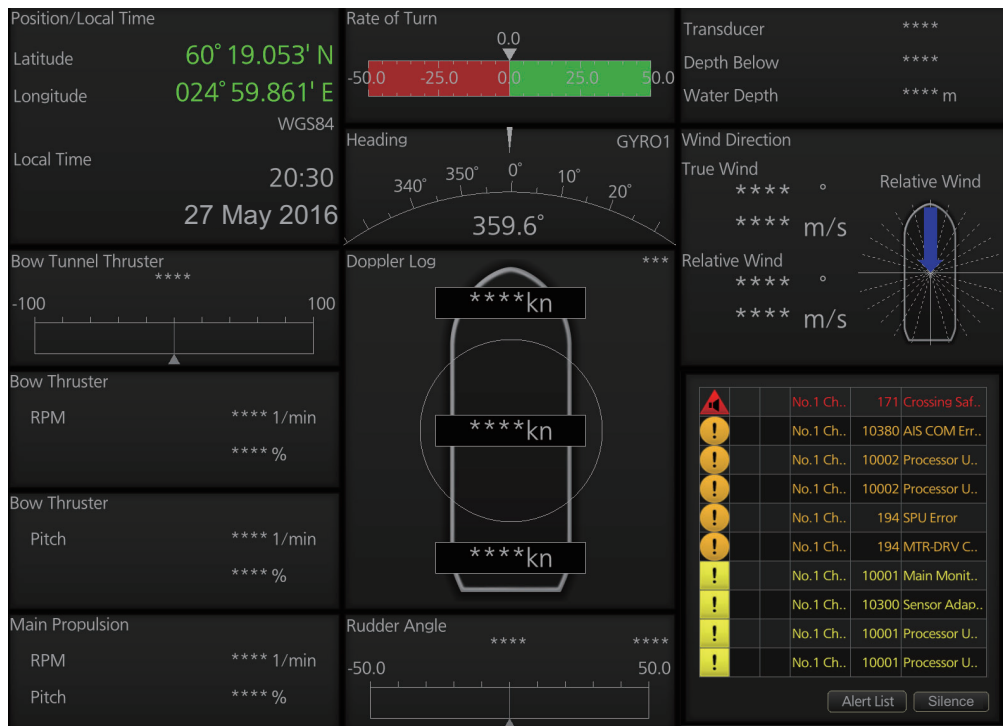 Position/Local Time
Latitude 60° 19.053' N
Longitude 024° 59.861' E
WGS84
Local Time
20:30
27 May 2016
Rate of Turn
0.0
-50.0 -25.0 0.0 25.0 50.0
Transducer ****
Depth Below ****
Water Depth **** m
Heading GYRO1
340° 350° 0° 10° 20°
359.6°
Wind Direction
True Wind
**** °
**** m/s
Relative Wind
**** °
**** m/s
Relative Wind
Bow Tunnel Thruster
****
-100 100
Bow Thruster
RPM **** 1/min
**** %
Bow Thruster
Pitch **** 1/min
**** %
Main Propulsion
RPM **** 1/min
Pitch **** %
Doppler Log ***
****kn
****kn
****kn
Rudder Angle
**** ****
-50.0 50.0
No.1 Ch.. 171 Crossing Saf..
! No.1 Ch.. 10380 AIS COM Err..
! No.1 Ch.. 10002 Processor U..
! No.1 Ch.. 10002 Processor U..
! No.1 Ch.. 194 SPU Error
! No.1 Ch.. 194 MTR-DRV C..
! No.1 Ch.. 10001 Main Monit..
! No.1 Ch.. 10300 Sensor Adap..
! No.1 Ch.. 10001 Processor U..
! No.1 Ch.. 10001 Processor U..
Alert List Silence